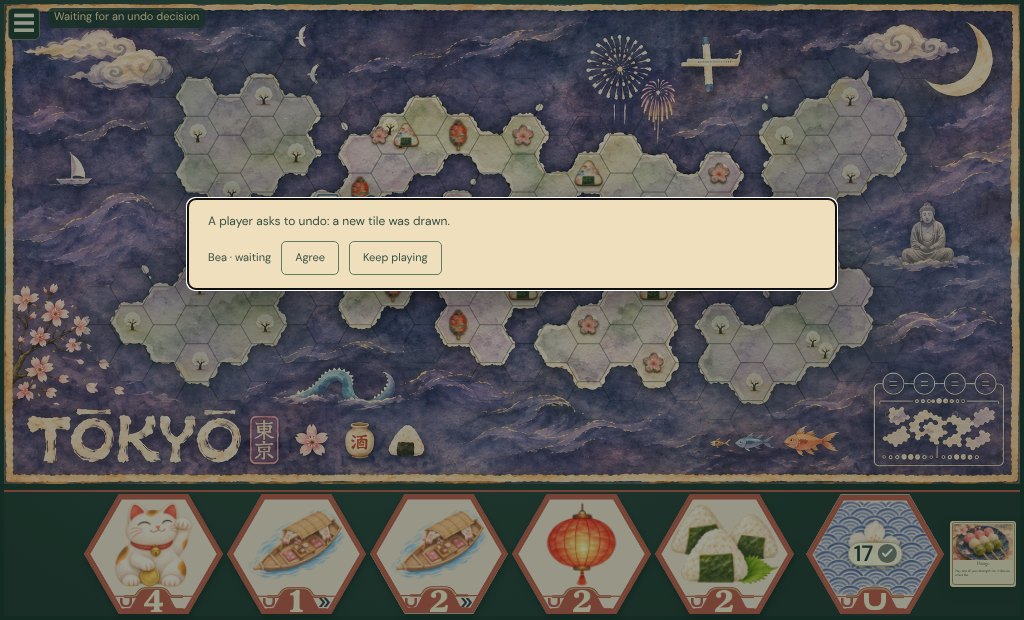 Waiting for an undo decision
A player asks to undo: a new tile was drawn.
Bea · waiting
Agree
Keep playing
TŌKYŌ
東京
酒
4
1 »
2 »
2
2
17